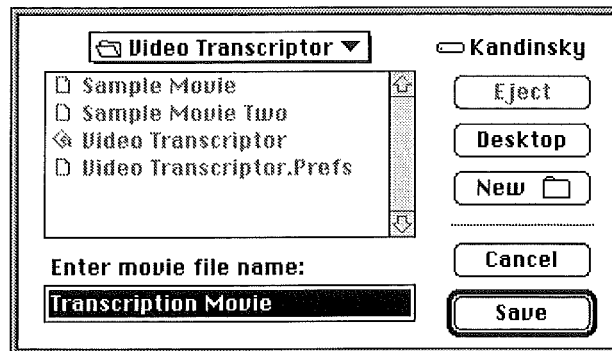 Video Transcriptor
Kandinsky
Sample Movie
Sample Movie Two
Video Transcriptor
Video Transcriptor.Prefs
Eject
Desktop
New
Enter movie file name:
Transcription Movie
Cancel
Save